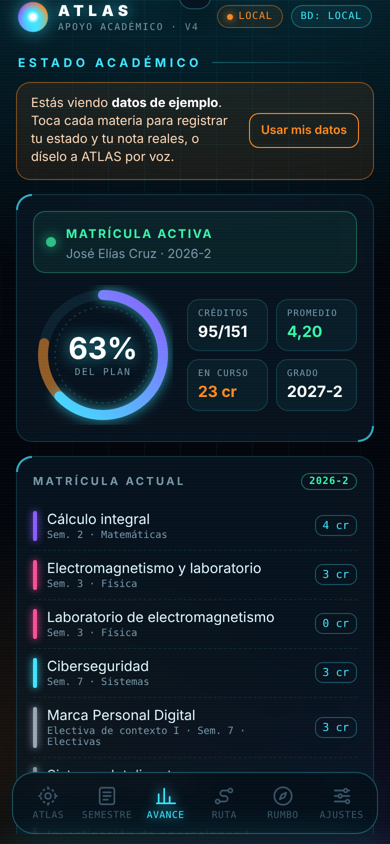 ATLAS
APOYO ACADÉMICO · V4
LOCAL
BD: LOCAL
ESTADO ACADÉMICO
Estás viendo datos de ejemplo.
Toca cada materia para registrar
tu estado y tu nota reales, o
díselo a ATLAS por voz.
Usar mis datos
MATRÍCULA ACTIVA
José Elías Cruz · 2026-2
63%
DEL PLAN
CRÉDITOS
95/151
PROMEDIO
4,20
EN CURSO
23 cr
GRADO
2027-2
MATRÍCULA ACTUAL
2026-2
Cálculo integral
Sem. 2 · Matemáticas
4 cr
Electromagnetismo y laboratorio
Sem. 3 · Física
3 cr
Laboratorio de electromagnetismo
Sem. 3 · Física
0 cr
Ciberseguridad
Sem. 7 · Sistemas
3 cr
Marca Personal Digital
Electiva de contexto I · Sem. 7 ·
Electivas
3 cr
ATLAS
SEMESTRE
AVANCE
RUTA
RUMBO
AJUSTES